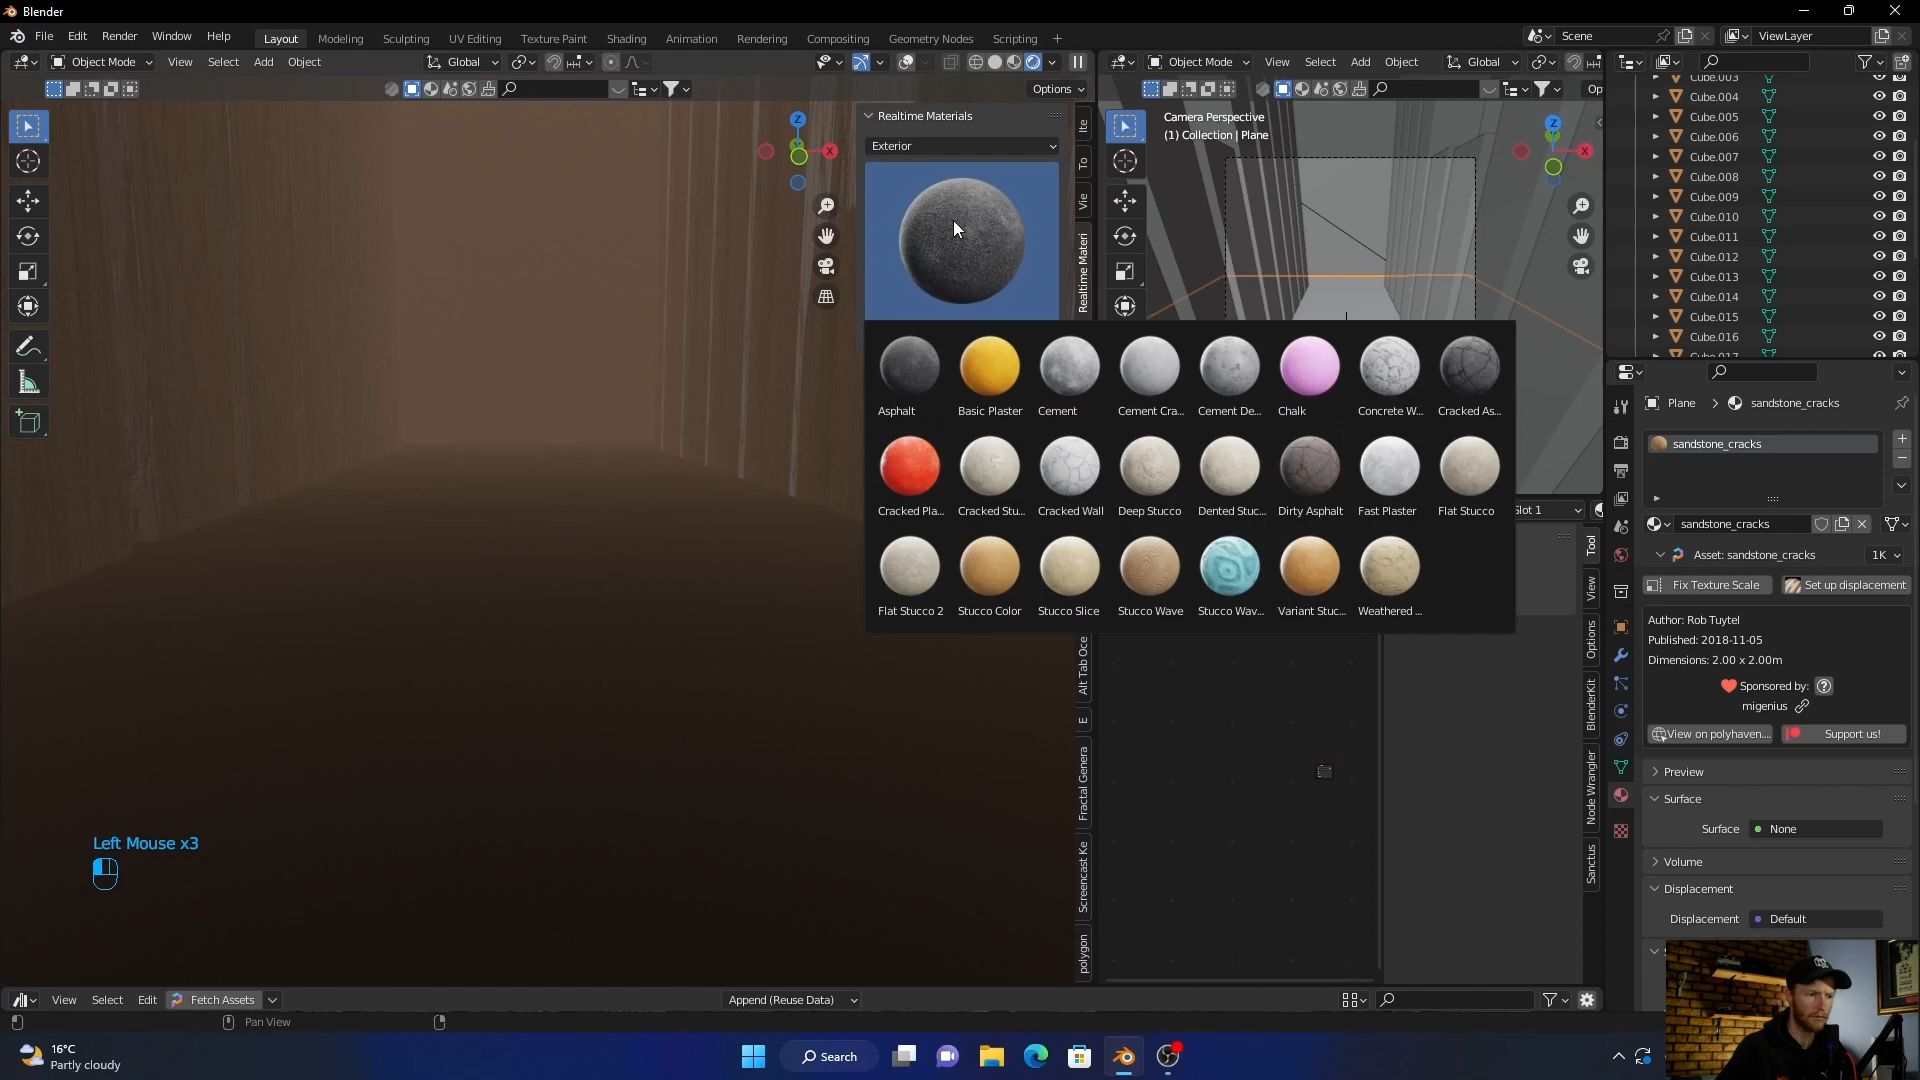 Blender
File Edit Render Window Help
Layout Modeling Sculpting UV Editing Texture Paint Shading Animation Rendering Compositing Geometry Nodes Scripting +
Scene
ViewLayer
Object Mode View Select Add Object
Global
Object Mode View Select Add Object
Global
Options
Op
Realtime Materials
Exterior
Z
X
Ite
To
Vie
Realtime Materi
Alt Tab Oce
E
Fractal Genera
Screencast Ke
polygon
Camera Perspective
(1) Collection | Plane
Z
X
Asphalt
Basic Plaster
Cement
Cement Cra...
Cement De...
Chalk
Concrete W...
Cracked As...
Cracked Pla...
Cracked Stu...
Cracked Wall
Deep Stucco
Dented Stuc...
Dirty Asphalt
Fast Plaster
Flat Stucco
Flat Stucco 2
Stucco Color
Stucco Slice
Stucco Wave
Stucco Wav...
Variant Stuc...
Weathered ...
Slot 1
Tool
View
Options
BlenderKit
Node Wrangler
Sanctus
Cube.003
Cube.004
Cube.005
Cube.006
Cube.007
Cube.008
Cube.009
Cube.010
Cube.011
Cube.012
Cube.013
Cube.014
Cube.015
Cube.016
Cube.017
Plane > sandstone_cracks
sandstone_cracks
sandstone_cracks
Asset: sandstone_cracks 1K
Fix Texture Scale
Set up displacement
Author: Rob Tuytel
Published: 2018-11-05
Dimensions: 2.00 x 2.00m
Sponsored by:
migenius
View on polyhaven....
Support us!
Preview
Surface
Surface None
Volume
Displacement
Displacement Default
Left Mouse x3
View Select Edit Fetch Assets
Append (Reuse Data)
Pan View
16°C
Partly cloudy
Search